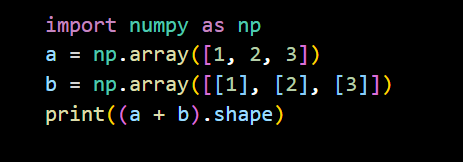 import numpy as np
a = np.array([1, 2, 3])
b = np.array([[1], [2], [3]])
print((a + b).shape)